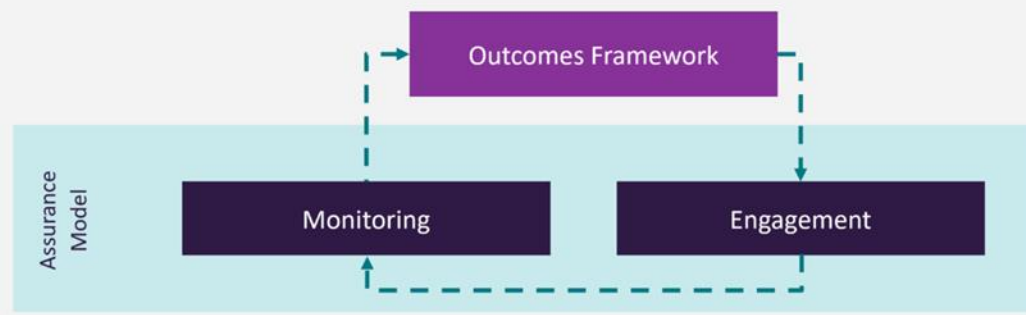 Outcomes Framework
Assurance
Model
Monitoring
Engagement